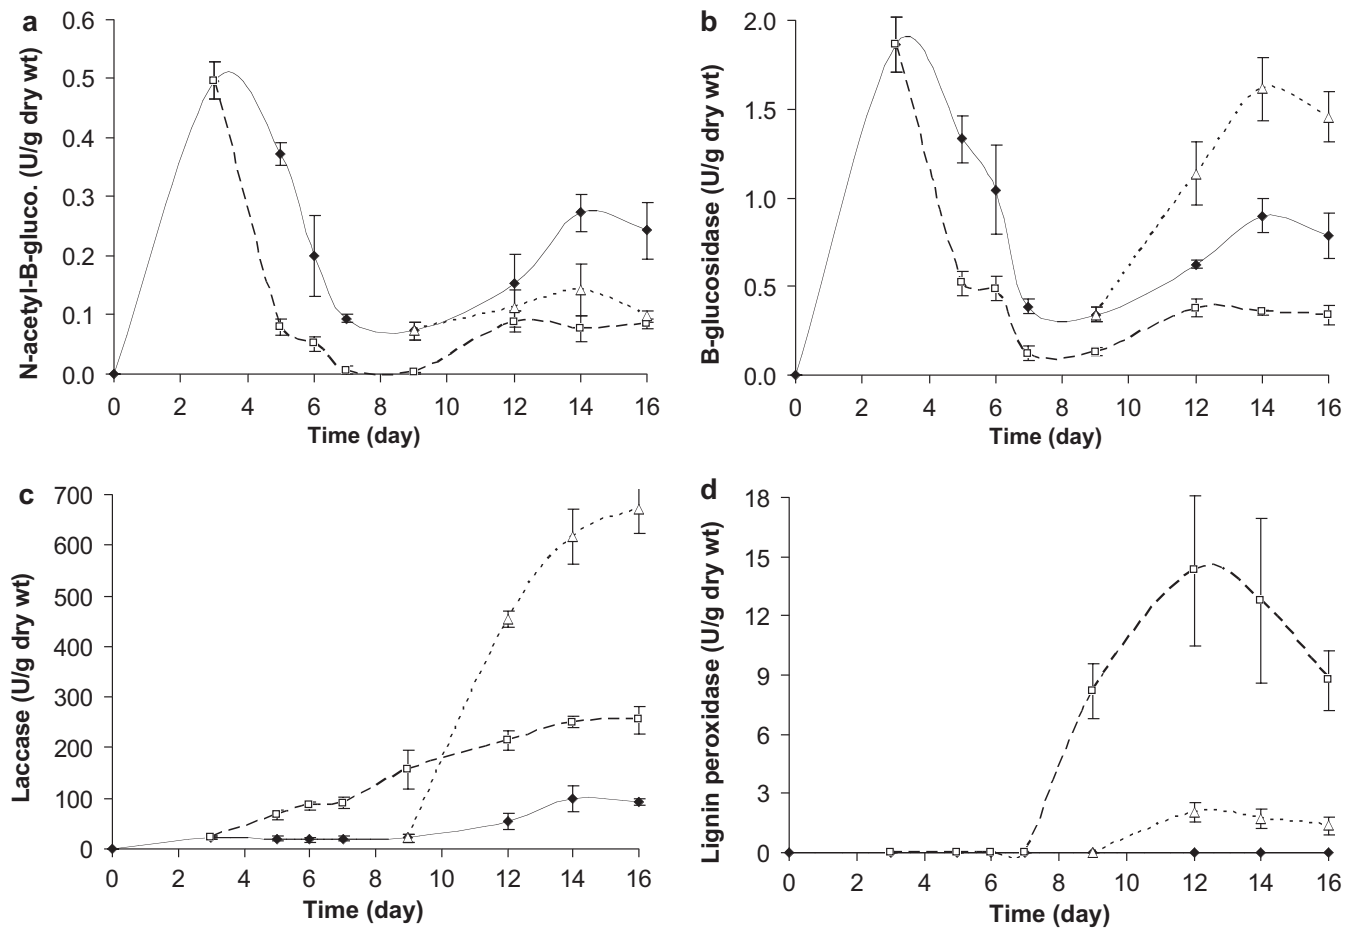 a
N-acetyl-B-gluco. (U/g dry wt)
0.6
0.5
0.4
0.3
0.2
0.1
0.0
0 2 4 6 8 10 12 14 16
Time (day)
b
B-glucosidase (U/g dry wt)
2.0
1.5
1.0
0.5
0.0
0 2 4 6 8 10 12 14 16
Time (day)
c
Laccase (U/g dry wt)
700
600
500
400
300
200
100
0
0 2 4 6 8 10 12 14 16
Time (day)
d
Lignin peroxidase (U/g dry wt)
18
15
12
9
6
3
0
0 2 4 6 8 10 12 14 16
Time (day)